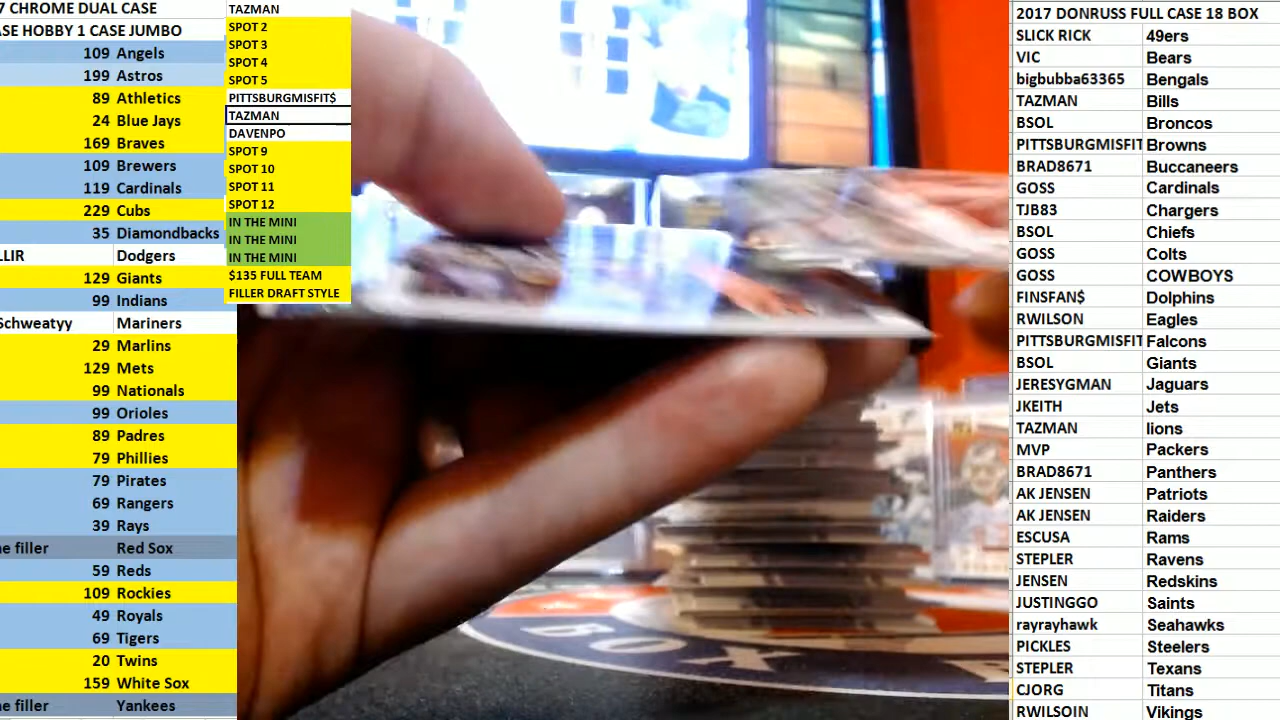 7 CHROME DUAL CASE
ASE HOBBY 1 CASE JUMBO
109 Angels
199 Astros
89 Athletics
24 Blue Jays
169 Braves
109 Brewers
119 Cardinals
229 Cubs
35 Diamondbacks
LLIR Dodgers
129 Giants
99 Indians
Schweatyy Mariners
29 Marlins
129 Mets
99 Nationals
99 Orioles
89 Padres
79 Phillies
79 Pirates
69 Rangers
39 Rays
ne filler Red Sox
59 Reds
109 Rockies
49 Royals
69 Tigers
20 Twins
159 White Sox
ne filler Yankees
TAZMAN
SPOT 2
SPOT 3
SPOT 4
SPOT 5
PITTSBURGMISFIT$
TAZMAN
DAVENPO
SPOT 9
SPOT 10
SPOT 11
SPOT 12
IN THE MINI
IN THE MINI
IN THE MINI
$135 FULL TEAM
FILLER DRAFT STYLE
BOX
2017 DONRUSS FULL CASE 18 BOX
SLICK RICK 49ers
VIC Bears
bigbubba63365 Bengals
TAZMAN Bills
BSOL Broncos
PITTSBURGMISFIT Browns
BRAD8671 Buccaneers
GOSS Cardinals
TJB83 Chargers
BSOL Chiefs
GOSS Colts
GOSS COWBOYS
FINSFAN$ Dolphins
RWILSON Eagles
PITTSBURGMISFIT Falcons
BSOL Giants
JERESYGMAN Jaguars
JKEITH Jets
TAZMAN lions
MVP Packers
BRAD8671 Panthers
AK JENSEN Patriots
AK JENSEN Raiders
ESCUSA Rams
STEPLER Ravens
JENSEN Redskins
JUSTINGGO Saints
rayrayhawk Seahawks
PICKLES Steelers
STEPLER Texans
CJORG Titans
RWILSOIN Vikings